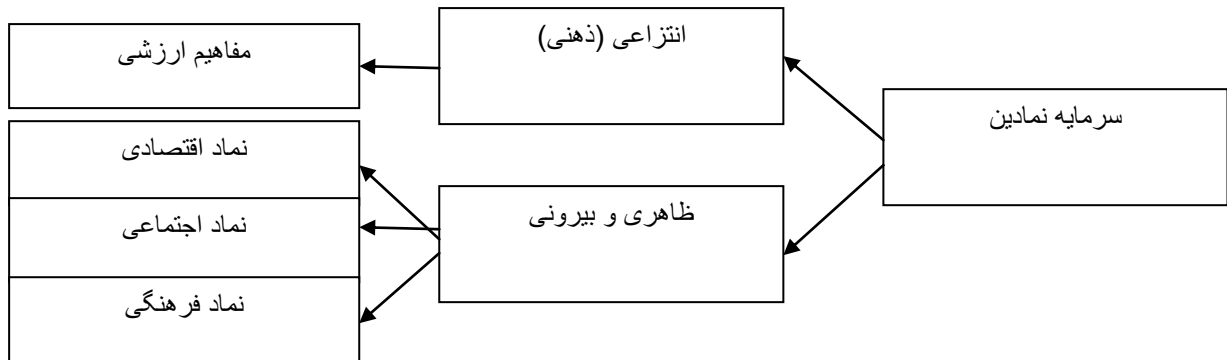 سرمایه نمادین
انتزاعی (ذهنی)
مفاهیم ارزشی
ظاهری و بیرونی
نماد اقتصادی
نماد اجتماعی
نماد فرهنگی